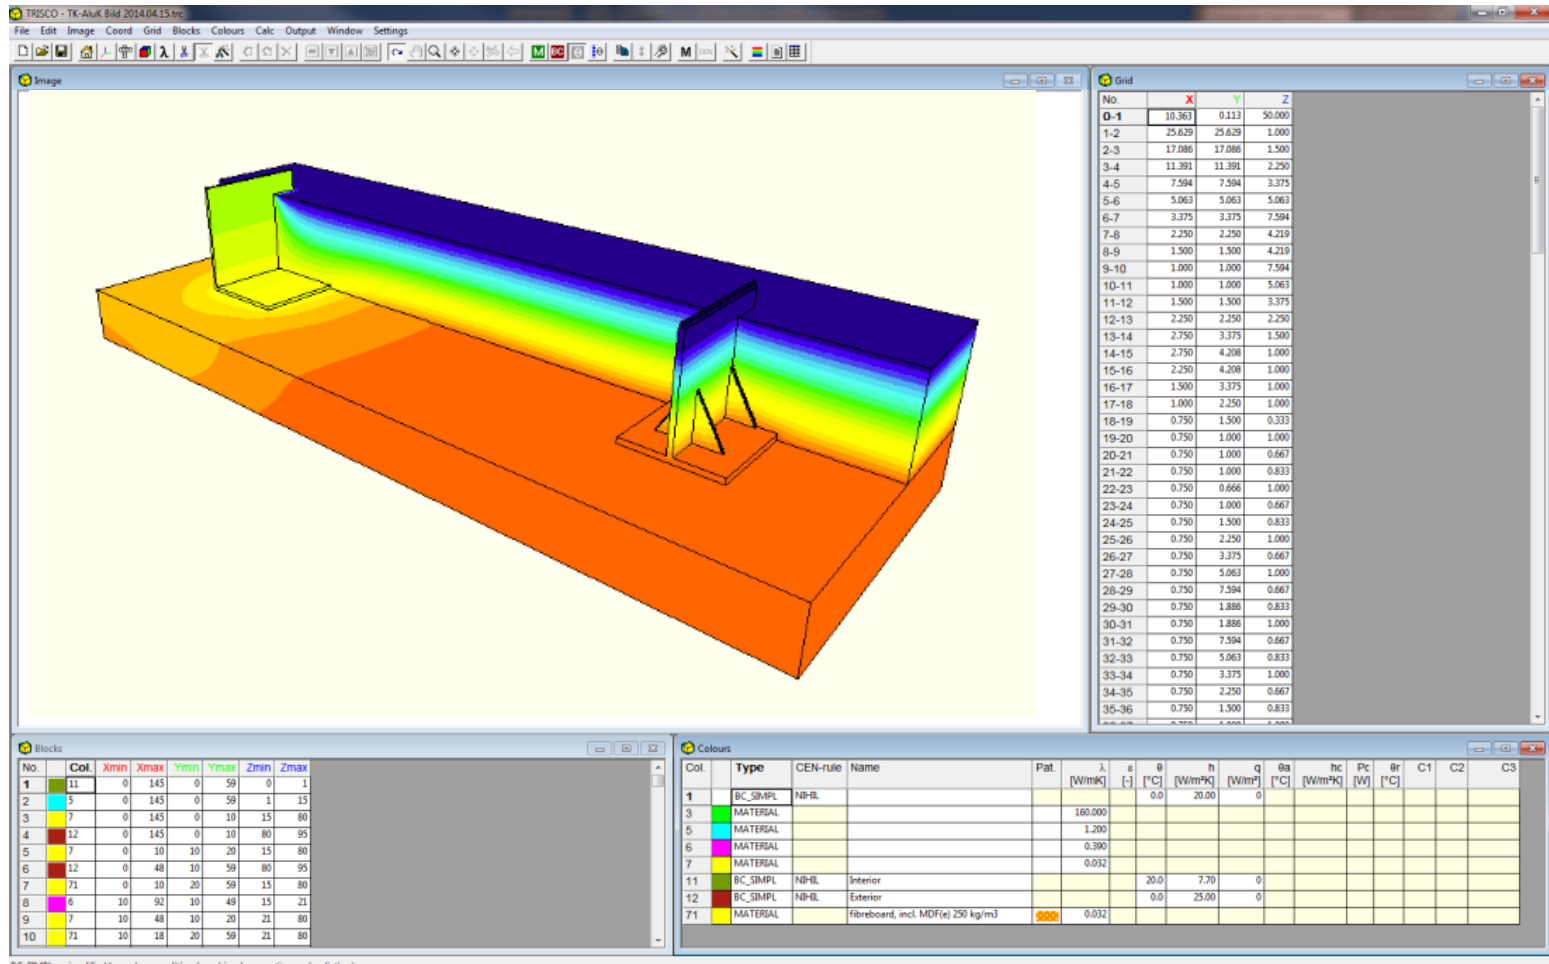 TRISCO - TK-AluK Bild 2014.04.15.trc
File Edit Image Coord Grid Blocks Colours Calc Output Window Settings
Image
Grid
No. X Y Z
0-1 10.363 0.113 50.000
1-2 25.629 25.629 1.000
2-3 17.086 17.086 1.500
3-4 11.391 11.391 2.250
4-5 7.594 7.594 3.375
5-6 5.063 5.063 5.063
6-7 3.375 3.375 7.594
7-8 2.250 2.250 4.219
8-9 1.500 1.500 4.219
9-10 1.000 1.000 7.594
10-11 1.000 1.000 5.063
11-12 1.500 1.500 3.375
12-13 2.250 2.250 2.250
13-14 2.750 3.375 1.500
14-15 2.750 4.208 1.000
15-16 2.250 4.208 1.000
16-17 1.500 3.375 1.000
17-18 1.000 2.250 1.000
18-19 0.750 1.500 0.333
19-20 0.750 1.000 1.000
20-21 0.750 1.000 0.667
21-22 0.750 1.000 0.833
22-23 0.750 0.666 1.000
23-24 0.750 1.000 0.667
24-25 0.750 1.500 0.833
25-26 0.750 2.250 1.000
26-27 0.750 3.375 0.667
27-28 0.750 5.063 1.000
28-29 0.750 7.594 0.667
29-30 0.750 1.886 0.833
30-31 0.750 1.886 1.000
31-32 0.750 7.594 0.667
32-33 0.750 5.063 0.833
33-34 0.750 3.375 1.000
34-35 0.750 2.250 0.667
35-36 0.750 1.500 0.833
Blocks
No. Col. Xmin Xmax Ymin Ymax Zmin Zmax
1 11 0 145 0 59 0 1
2 5 0 145 0 59 1 15
3 7 0 145 0 10 15 80
4 12 0 145 0 10 80 95
5 7 0 10 10 20 15 80
6 12 0 48 10 59 80 95
7 71 0 10 20 59 15 80
8 6 10 92 10 49 15 21
9 7 10 48 10 20 21 80
10 71 10 18 20 59 21 80
Colours
Col. Type CEN-rule Name Pat. λ ε θ h q θa hc Pc θr C1 C2 C3
[W/mK] [-] [°C] [W/m²K] [W/m²] [°C] [W/m²K] [W] [°C]
1 BC_SIMPL NIHIL 0.0 20.00 0
3 MATERIAL 160.000
5 MATERIAL 1.200
6 MATERIAL 0.390
7 MATERIAL 0.032
11 BC_SIMPL NIHIL Interior 20.0 7.70 0
12 BC_SIMPL NIHIL Exterior 0.0 25.00 0
71 MATERIAL fibreboard, incl. MDF(e) 250 kg/m3 0.032